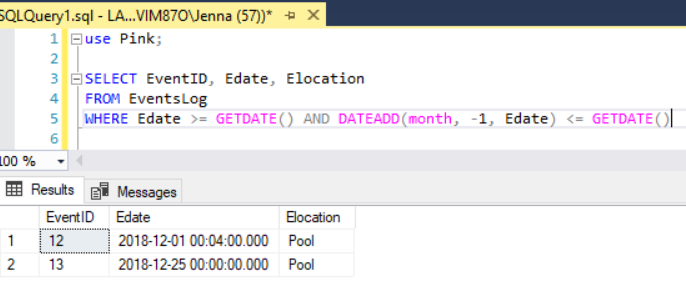 SQLQuery1.sql - LA...VIM87O\Jenna (57))*
1 use Pink;
2
3 SELECT EventID, Edate, Elocation
4 FROM EventsLog
5 WHERE Edate >= GETDATE() AND DATEADD(month, -1, Edate) <= GETDATE()
6
100 %
Results Messages
EventID Edate Elocation
1 12 2018-12-01 00:04:00.000 Pool
2 13 2018-12-25 00:00:00.000 Pool